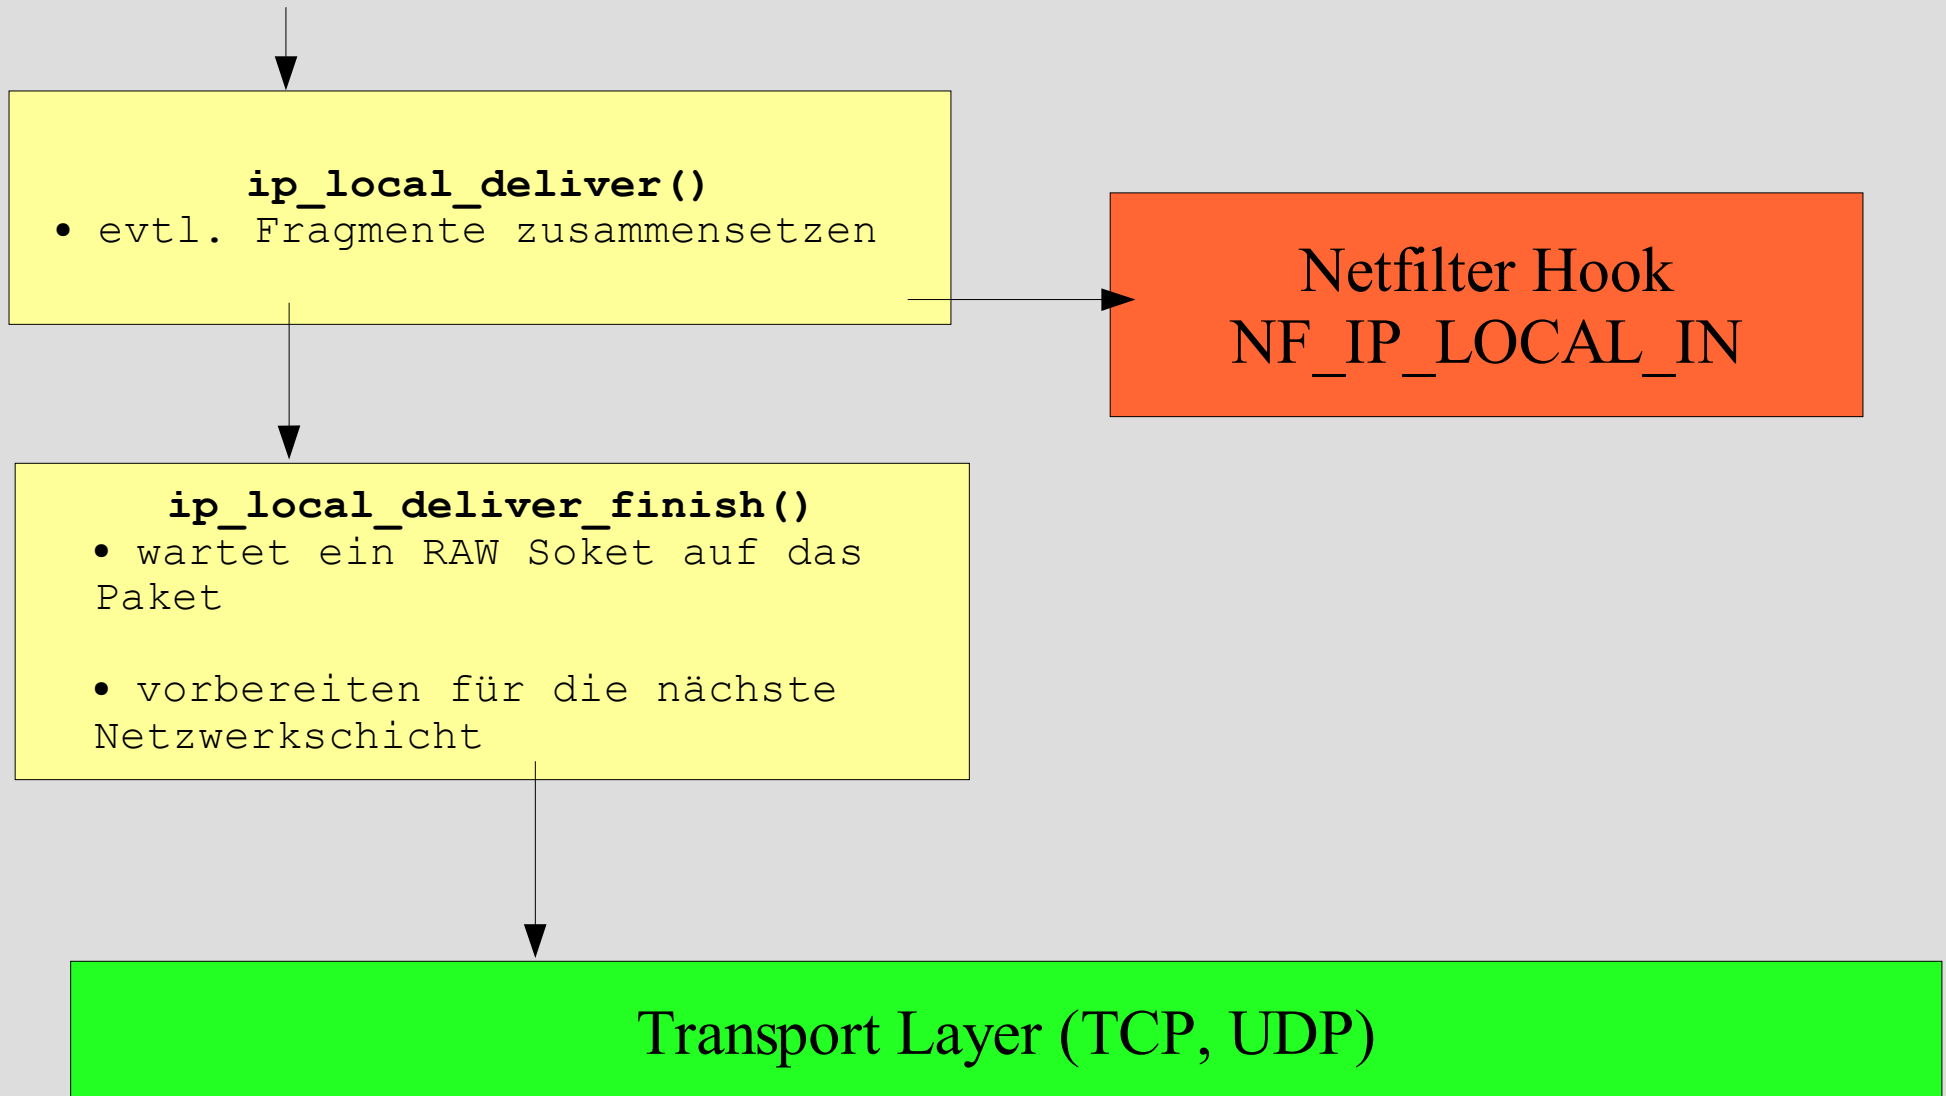 ip_local_deliver()
• evtl. Fragmente zusammensetzen
Netfilter Hook
NF_IP_LOCAL_IN
ip_local_deliver_finish()
• wartet ein RAW Soket auf das
Paket
• vorbereiten für die nächste
Netzwerkschicht
Transport Layer (TCP, UDP)